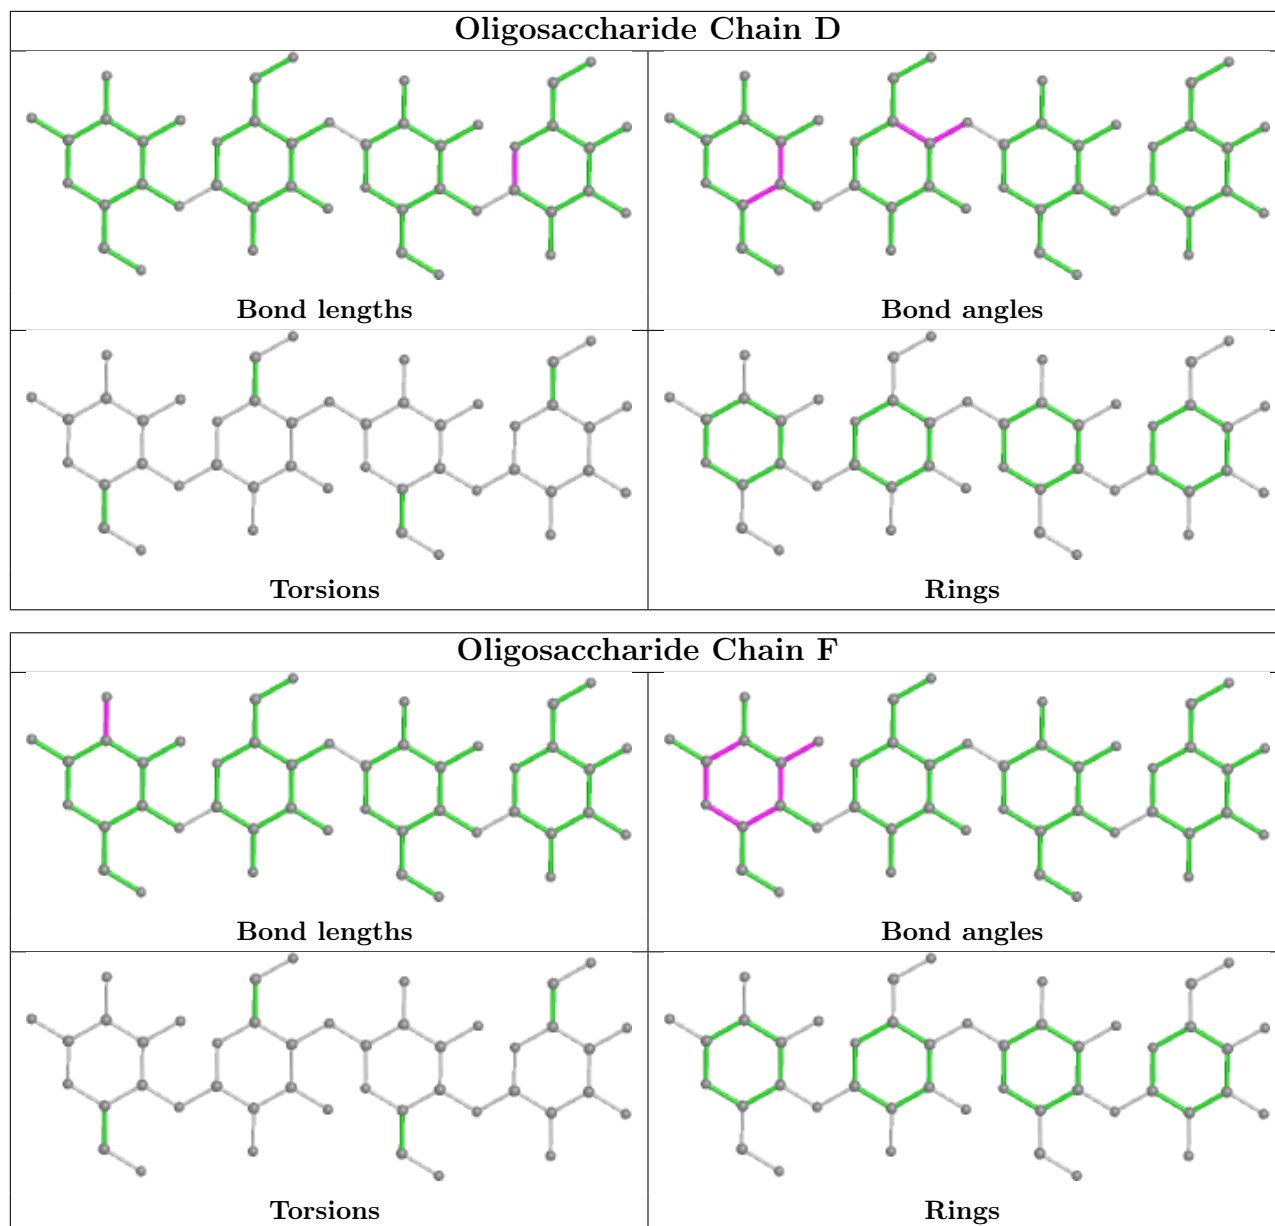 Oligosaccharide Chain D
Bond lengths
Bond angles
Torsions
Rings
Oligosaccharide Chain F
Bond lengths
Bond angles
Torsions
Rings